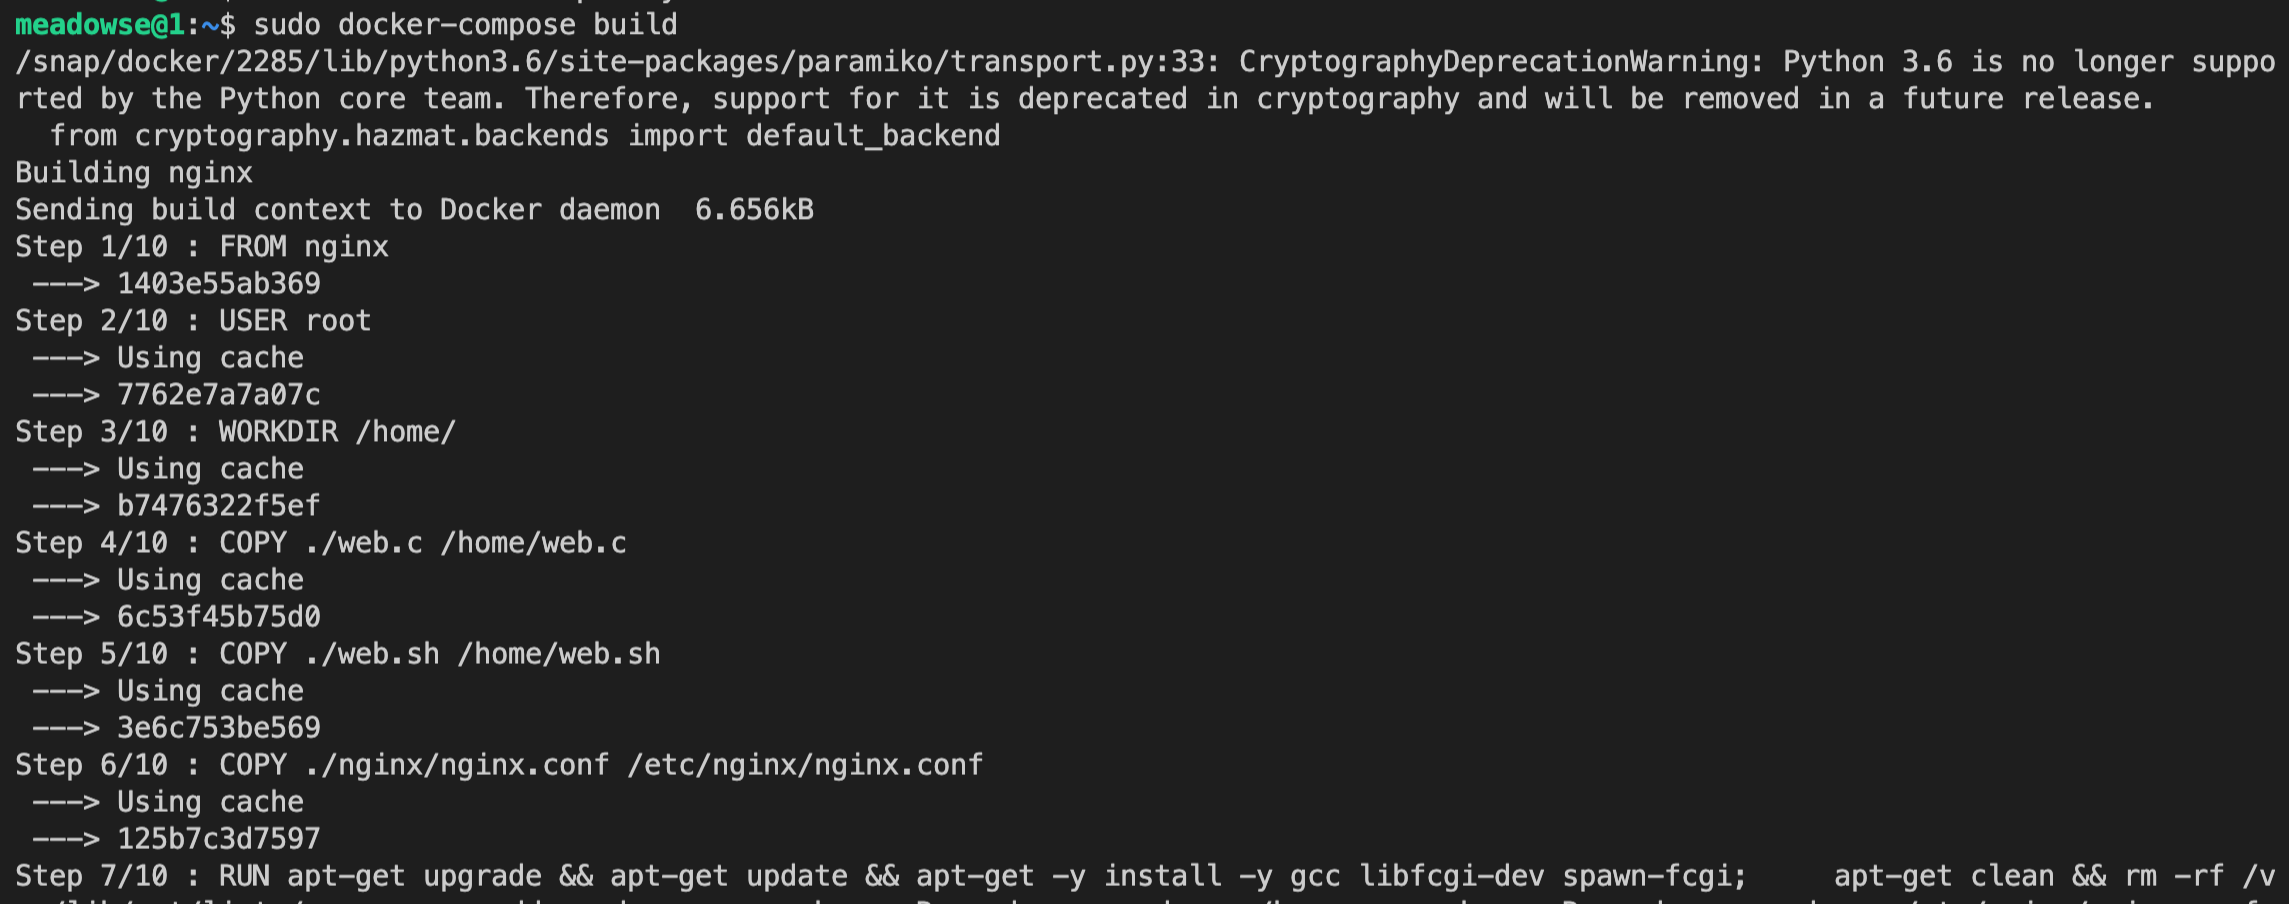 meadowse@1:~$ sudo docker-compose build
/snap/docker/2285/lib/python3.6/site-packages/paramiko/transport.py:33: CryptographyDeprecationWarning: Python 3.6 is no longer suppo
rted by the Python core team. Therefore, support for it is deprecated in cryptography and will be removed in a future release.
  from cryptography.hazmat.backends import default_backend
Building nginx
Sending build context to Docker daemon  6.656kB
Step 1/10 : FROM nginx
 ---> 1403e55ab369
Step 2/10 : USER root
 ---> Using cache
 ---> 7762e7a7a07c
Step 3/10 : WORKDIR /home/
 ---> Using cache
 ---> b7476322f5ef
Step 4/10 : COPY ./web.c /home/web.c
 ---> Using cache
 ---> 6c53f45b75d0
Step 5/10 : COPY ./web.sh /home/web.sh
 ---> Using cache
 ---> 3e6c753be569
Step 6/10 : COPY ./nginx/nginx.conf /etc/nginx/nginx.conf
 ---> Using cache
 ---> 125b7c3d7597
Step 7/10 : RUN apt-get upgrade && apt-get update && apt-get -y install -y gcc libfcgi-dev spawn-fcgi;     apt-get clean && rm -rf /v